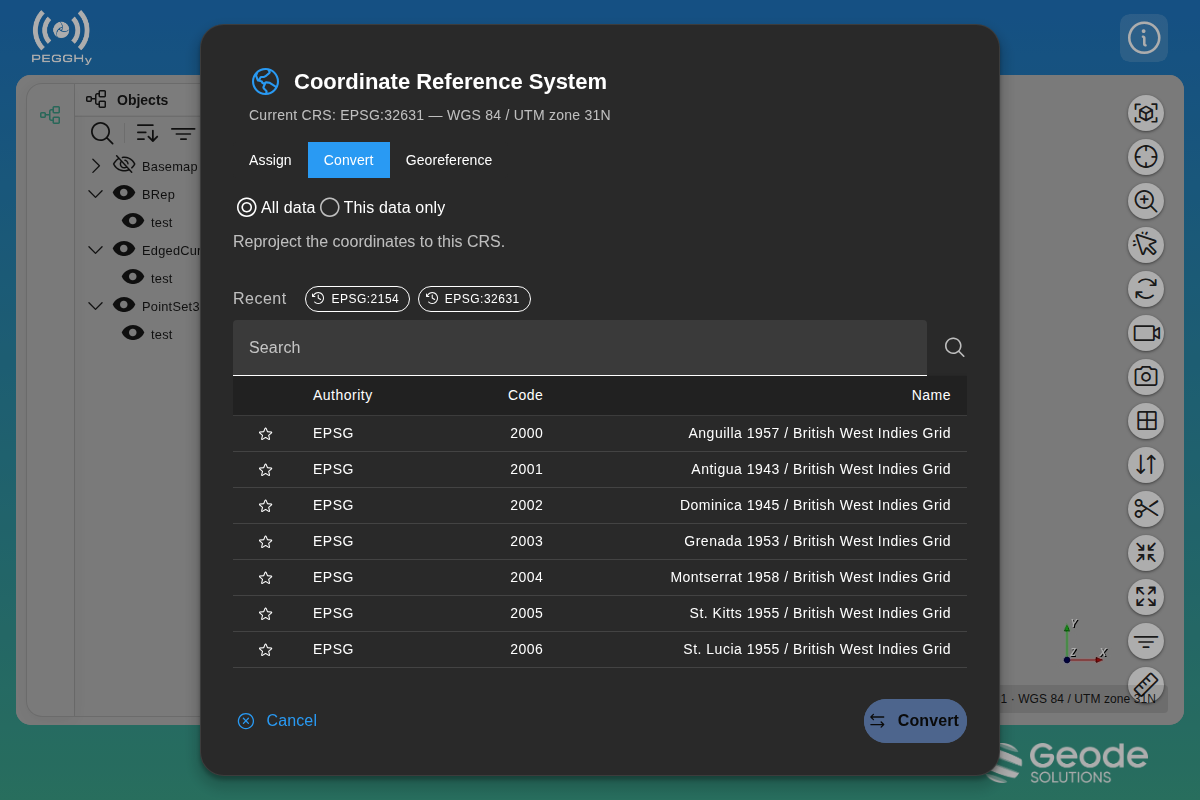 PEGGHy
Objects
Basemap
BRep
test
EdgedCur
test
PointSet3
test
Coordinate Reference System
Current CRS: EPSG:32631 — WGS 84 / UTM zone 31N
Assign
Convert
Georeference
All data
This data only
Reproject the coordinates to this CRS.
Recent
EPSG:2154
EPSG:32631
Search
Authority Code Name
EPSG 2000 Anguilla 1957 / British West Indies Grid
EPSG 2001 Antigua 1943 / British West Indies Grid
EPSG 2002 Dominica 1945 / British West Indies Grid
EPSG 2003 Grenada 1953 / British West Indies Grid
EPSG 2004 Montserrat 1958 / British West Indies Grid
EPSG 2005 St. Kitts 1955 / British West Indies Grid
EPSG 2006 St. Lucia 1955 / British West Indies Grid
Cancel
Convert
Y
Z X
1 · WGS 84 / UTM zone 31N
Geode
SOLUTIONS